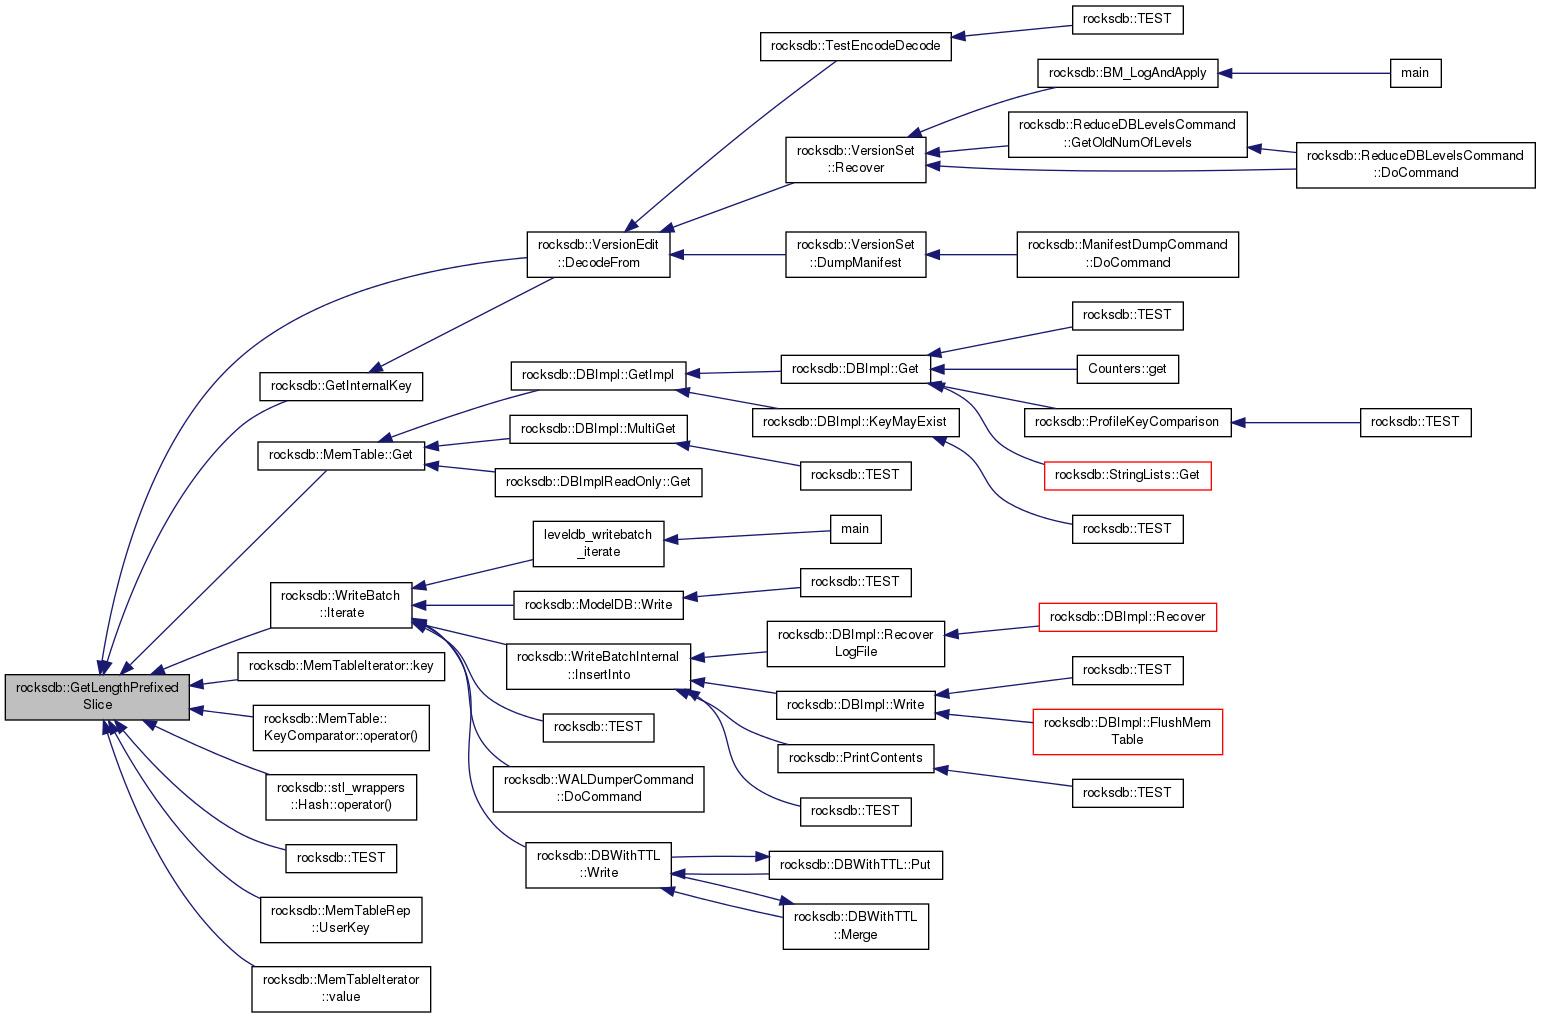 rocksdb::TEST
rocksdb::TestEncodeDecode
rocksdb::BM_LogAndApply
main
rocksdb::ReduceDBLevelsCommand
::GetOldNumOfLevels
rocksdb::VersionSet
::Recover
rocksdb::ReduceDBLevelsCommand
::DoCommand
rocksdb::VersionEdit
::DecodeFrom
rocksdb::VersionSet
::DumpManifest
rocksdb::ManifestDumpCommand
::DoCommand
rocksdb::TEST
rocksdb::DBImpl::GetImpl
rocksdb::DBImpl::Get
Counters::get
rocksdb::GetInternalKey
rocksdb::DBImpl::KeyMayExist
rocksdb::ProfileKeyComparison
rocksdb::TEST
rocksdb::MemTable::Get
rocksdb::DBImpl::MultiGet
rocksdb::DBImplReadOnly::Get
rocksdb::TEST
rocksdb::StringLists::Get
rocksdb::TEST
leveldb_writebatch
_iterate
main
rocksdb::WriteBatch
::Iterate
rocksdb::ModelDB::Write
rocksdb::TEST
rocksdb::WriteBatchInternal
::InsertInto
rocksdb::DBImpl::Recover
LogFile
rocksdb::DBImpl::Recover
rocksdb::MemTableIterator::key
rocksdb::GetLengthPrefixed
Slice
rocksdb::DBImpl::Write
rocksdb::TEST
rocksdb::MemTable::
KeyComparator::operator()
rocksdb::TEST
rocksdb::DBImpl::FlushMem
Table
rocksdb::PrintContents
rocksdb::stl_wrappers
::Hash::operator()
rocksdb::WALDumperCommand
::DoCommand
rocksdb::TEST
rocksdb::TEST
rocksdb::TEST
rocksdb::DBWithTTL
::Write
rocksdb::DBWithTTL::Put
rocksdb::MemTableRep
::UserKey
rocksdb::DBWithTTL
::Merge
rocksdb::MemTableIterator
::value